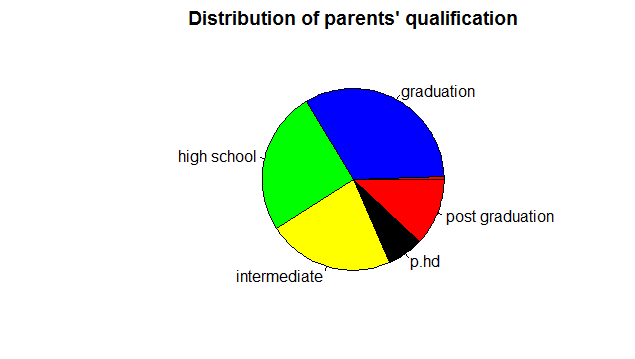 Distribution of parents' qualification
graduation
high school
post graduation
p.hd
intermediate